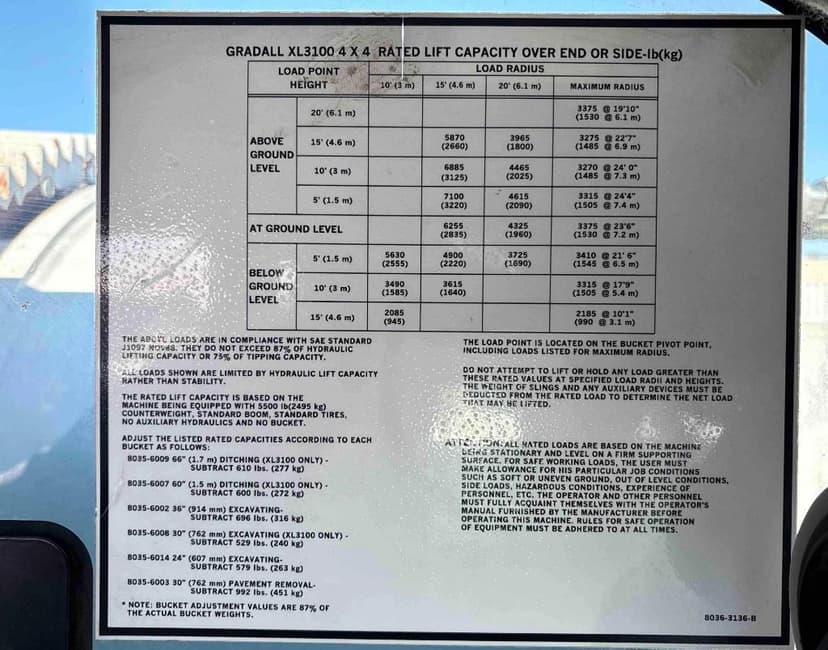 GRADALL XL3100 4 X 4 RATED LIFT CAPACITY OVER END OR SIDE-lb(kg)
LOAD POINT HEIGHT LOAD RADIUS
10' (3 m) 15' (4.6 m) 20' (6.1 m) MAXIMUM RADIUS
ABOVE GROUND LEVEL
20' (6.1 m) 3375 @ 19'10" (1530 @ 6.1 m)
15' (4.6 m) 5870 (2660) 3965 (1800) 3275 @ 22'7" (1485 @ 6.9 m)
10' (3 m) 6885 (3125) 4465 (2025) 3270 @ 24' 0" (1485 @ 7.3 m)
5' (1.5 m) 7100 (3220) 4615 (2090) 3315 @ 24'4" (1505 @ 7.4 m)
AT GROUND LEVEL 6255 (2835) 4325 (1960) 3375 @ 23'6" (1530 @ 7.2 m)
BELOW GROUND LEVEL
5' (1.5 m) 5630 (2555) 4900 (2220) 3725 (1690) 3410 @ 21' 6" (1545 @ 6.5 m)
10' (3 m) 3490 (1585) 3615 (1640) 3315 @ 17'9" (1505 @ 5.4 m)
15' (4.6 m) 2085 (945) 2185 @ 10'1" (990 @ 3.1 m)
THE ABOVE LOADS ARE IN COMPLIANCE WITH SAE STANDARD
J1097 THEY DO NOT EXCEED 87% OF HYDRAULIC
LIFTING CAPACITY OR 75% OF TIPPING CAPACITY.
ALL LOADS SHOWN ARE LIMITED BY HYDRAULIC LIFT CAPACITY
RATHER THAN STABILITY.
THE RATED LIFT CAPACITY IS BASED ON THE
MACHINE BEING EQUIPPED WITH 5500 lb(2495 kg)
COUNTERWEIGHT, STANDARD BOOM, STANDARD TIRES,
NO AUXILIARY HYDRAULICS AND NO BUCKET.
ADJUST THE LISTED RATED CAPACITIES ACCORDING TO EACH
BUCKET AS FOLLOWS:
8035-6009 66" (1.7 m) DITCHING (XL3100 ONLY) -
SUBTRACT 610 lbs. (277 kg)
8035-6007 60" (1.5 m) DITCHING (XL3100 ONLY) -
SUBTRACT 600 lbs. (272 kg)
8035-6002 36" (914 mm) EXCAVATING-
SUBTRACT 696 lbs. (316 kg)
8035-6008 30" (762 mm) EXCAVATING (XL3100 ONLY) -
SUBTRACT 529 lbs. (240 kg)
8035-6014 24" (607 mm) EXCAVATING-
SUBTRACT 579 lbs. (263 kg)
8035-6003 30" (762 mm) PAVEMENT REMOVAL-
SUBTRACT 992 lbs. (451 kg)
* NOTE: BUCKET ADJUSTMENT VALUES ARE 87% OF
THE ACTUAL BUCKET WEIGHTS.
THE LOAD POINT IS LOCATED ON THE BUCKET PIVOT POINT,
INCLUDING LOADS LISTED FOR MAXIMUM RADIUS.
DO NOT ATTEMPT TO LIFT OR HOLD ANY LOAD GREATER THAN
THESE RATED VALUES AT SPECIFIED LOAD RADII AND HEIGHTS.
THE WEIGHT OF SLINGS AND ANY AUXILIARY DEVICES MUST BE
DEDUCTED FROM THE RATED LOAD TO DETERMINE THE NET LOAD
THAT MAY BE LIFTED.
ATTENTION: ALL RATED LOADS ARE BASED ON THE MACHINE
BEING STATIONARY AND LEVEL ON A FIRM SUPPORTING
SURFACE. FOR SAFE WORKING LOADS, THE USER MUST
MAKE ALLOWANCE FOR HIS PARTICULAR JOB CONDITIONS
SUCH AS SOFT OR UNEVEN GROUND, OUT OF LEVEL CONDITIONS,
SIDE LOADS, HAZARDOUS CONDITIONS, EXPERIENCE OF
PERSONNEL, ETC. THE OPERATOR AND OTHER PERSONNEL
MUST FULLY ACQUAINT THEMSELVES WITH THE OPERATOR'S
MANUAL FURNISHED BY THE MANUFACTURER BEFORE
OPERATING THIS MACHINE. RULES FOR SAFE OPERATION
OF EQUIPMENT MUST BE ADHERED TO AT ALL TIMES.
8036-3136-B